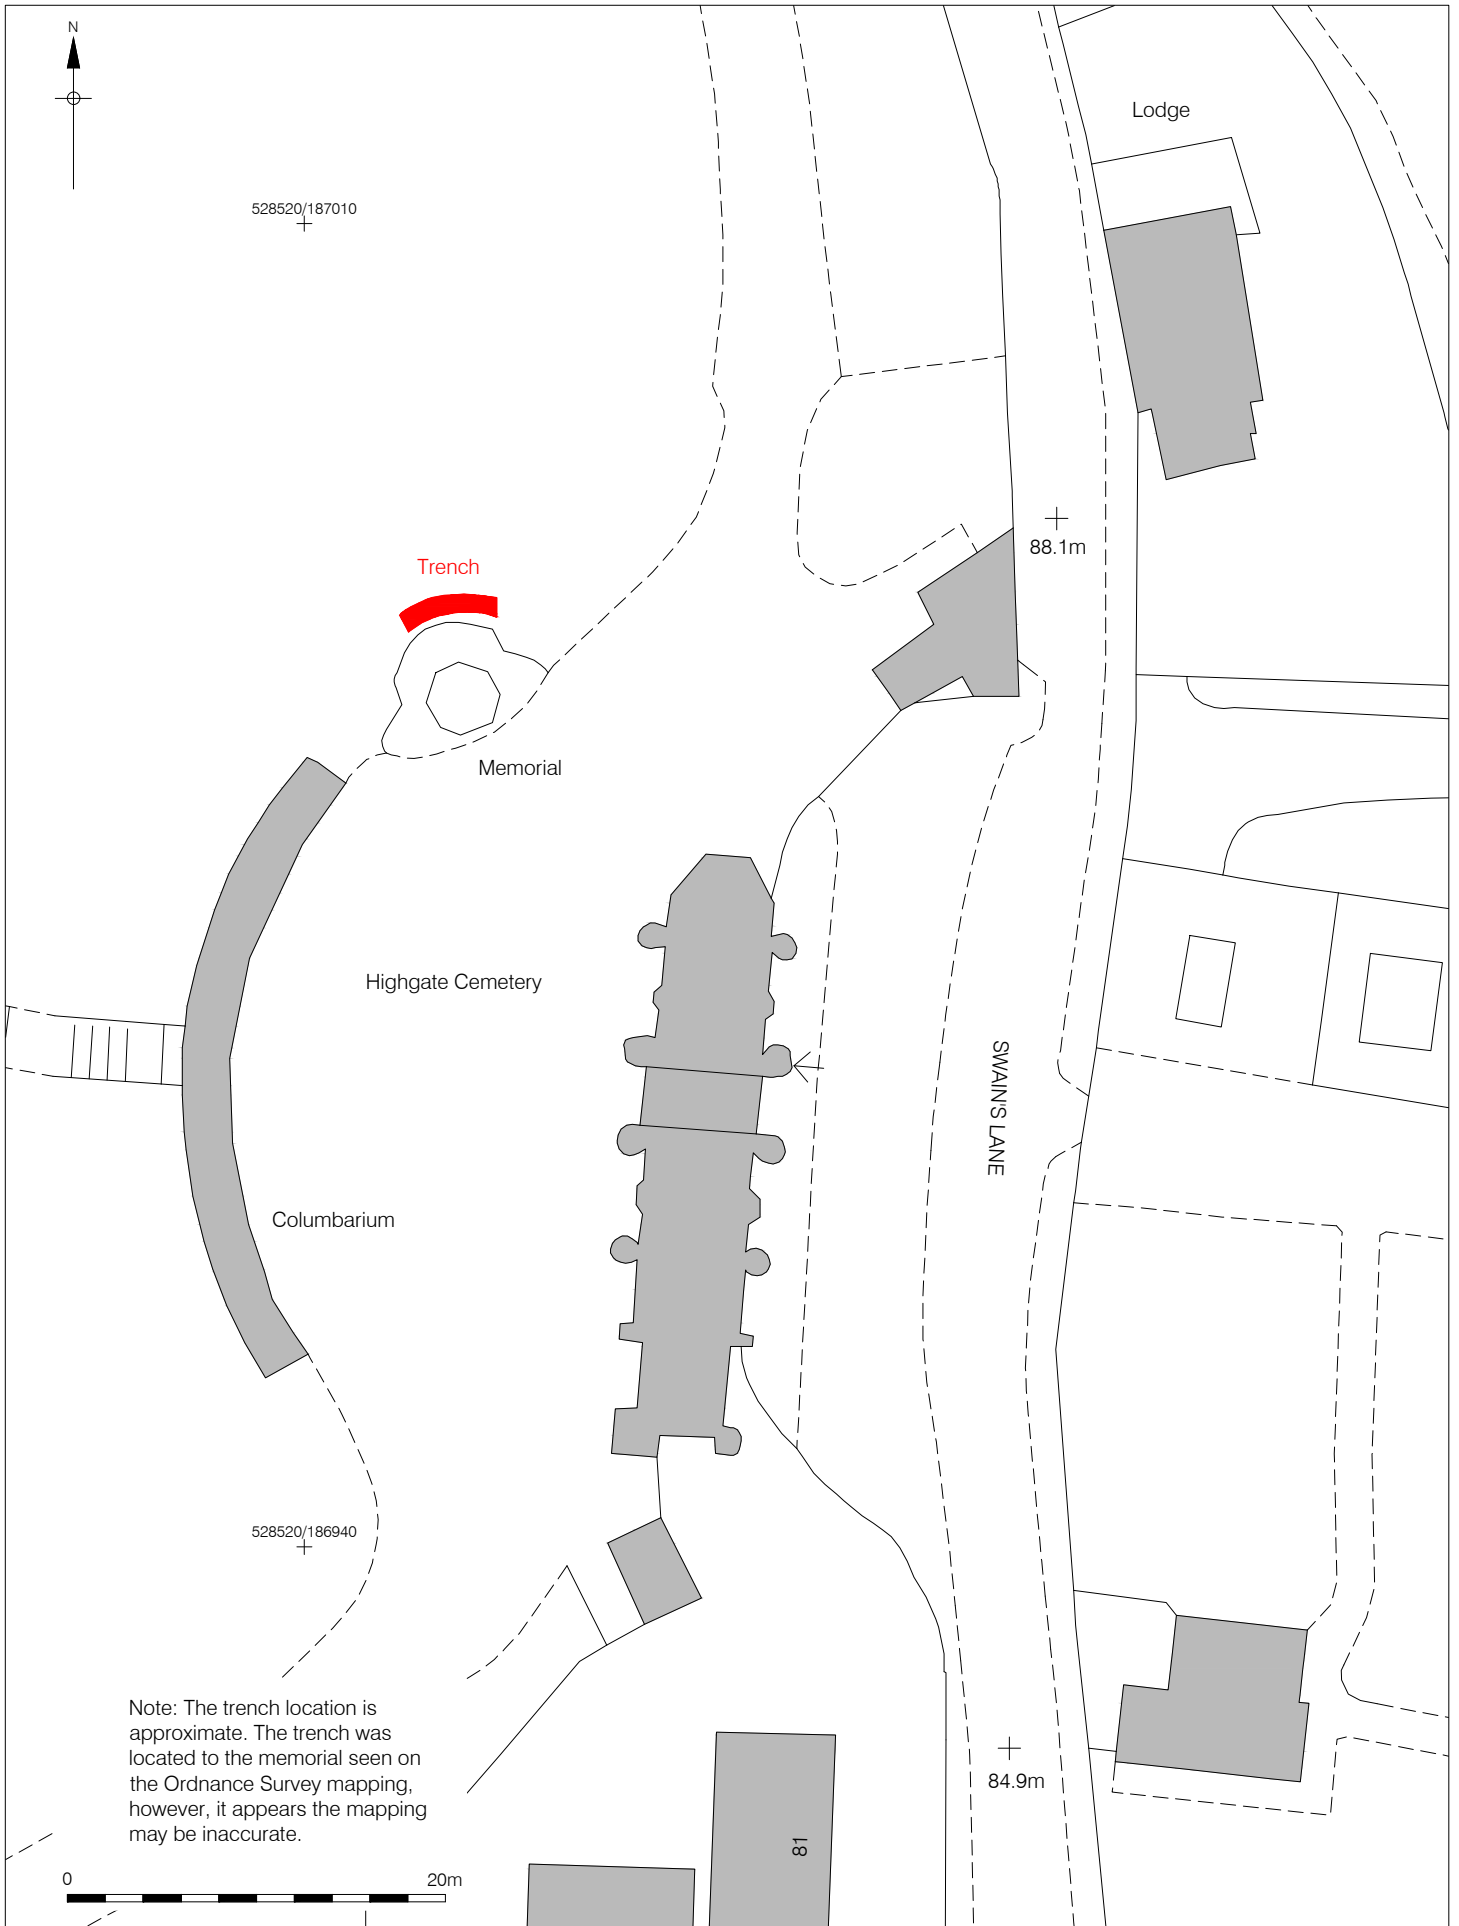 N
Lodge
528520/187010
88.1m
Trench
Memorial
Highgate Cemetery
SWAIN'S LANE
Columbarium
528520/186940
Note: The trench location is
approximate. The trench was
located to the memorial seen on
the Ordnance Survey mapping,
however, it appears the mapping
may be inaccurate.
84.9m
81
0 20m